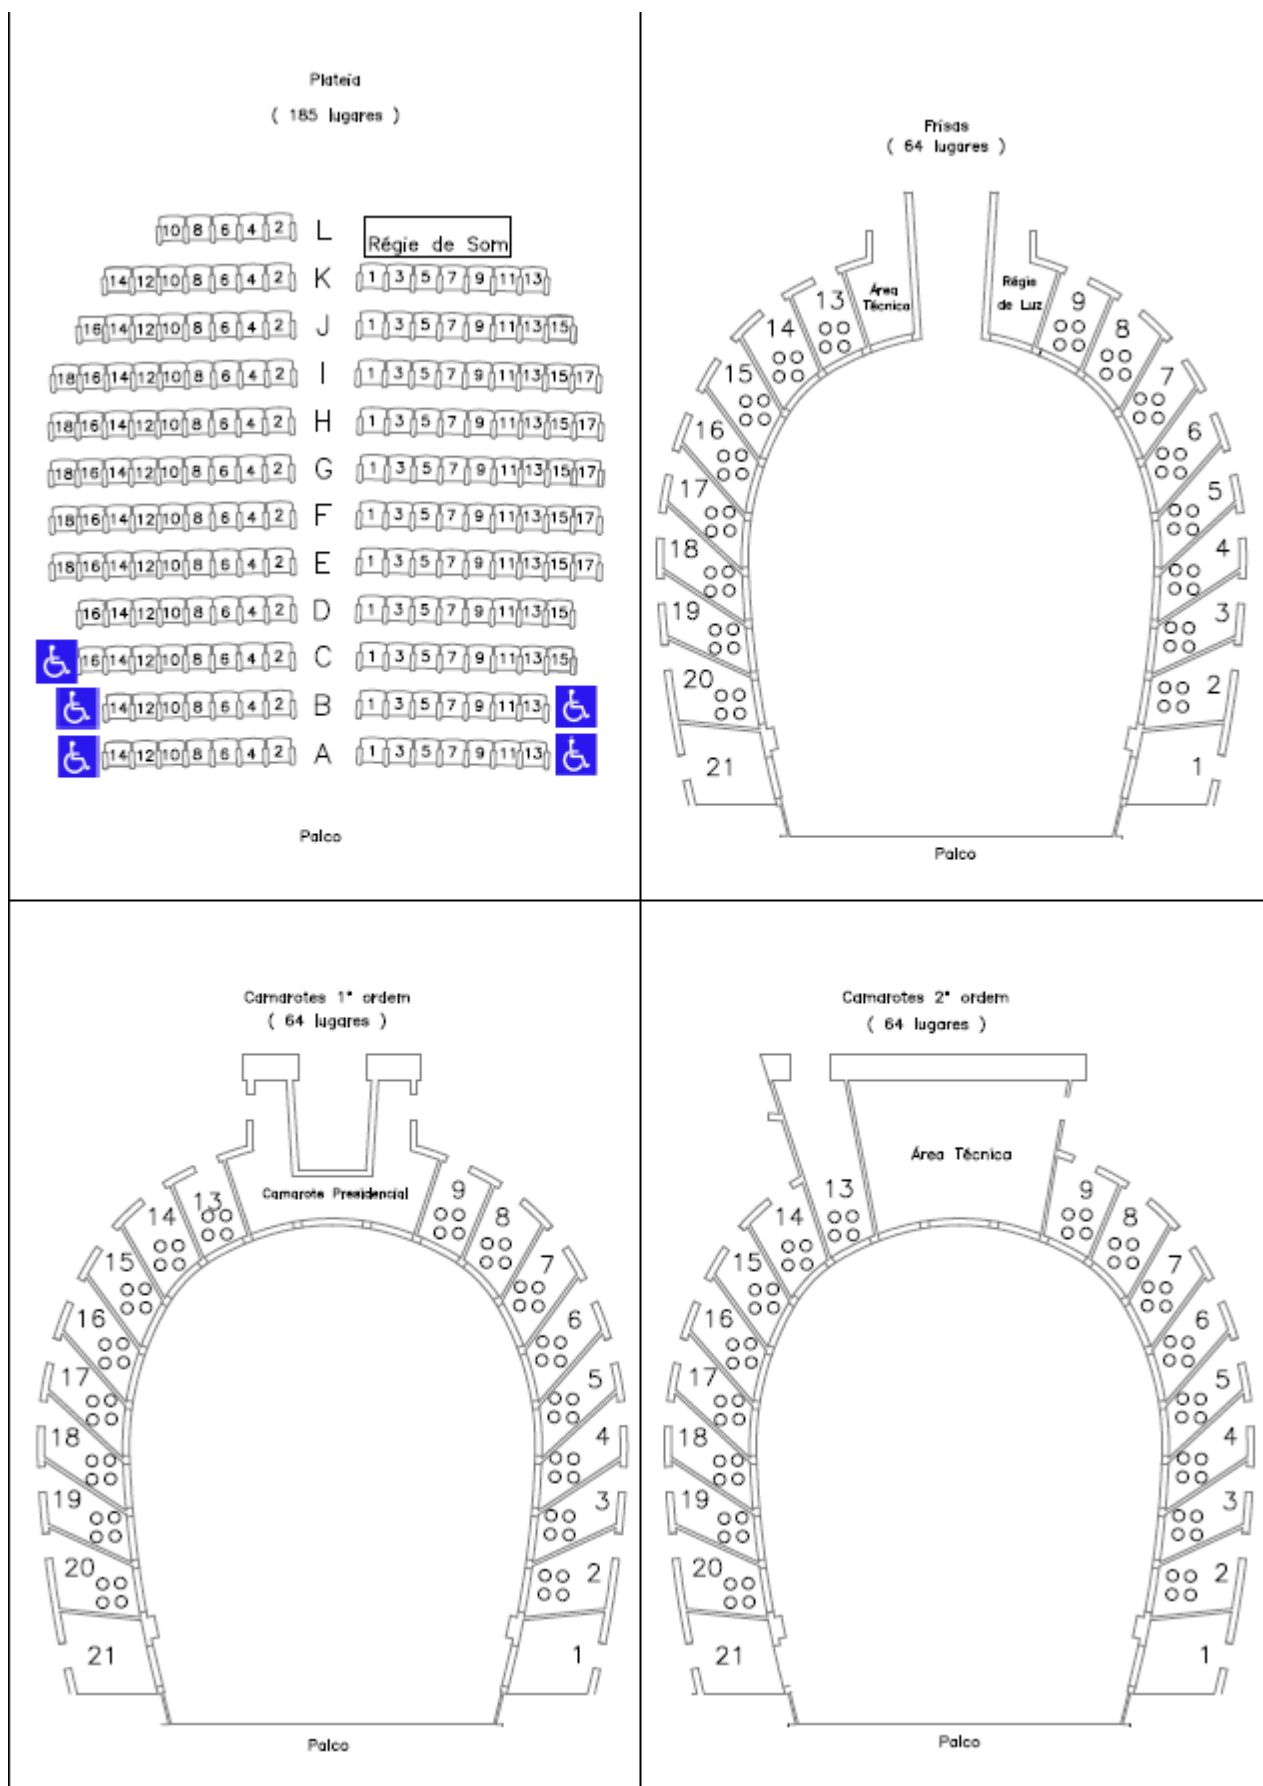 Plateia
( 185 lugares )
10 8 6 4 2 L Régie de Som
14 12 10 8 6 4 2 K 1 3 5 7 9 11 13
16 14 12 10 8 6 4 2 J 1 3 5 7 9 11 13 15
18 16 14 12 10 8 6 4 2 I 1 3 5 7 9 11 13 15 17
18 16 14 12 10 8 6 4 2 H 1 3 5 7 9 11 13 15 17
18 16 14 12 10 8 6 4 2 G 1 3 5 7 9 11 13 15 17
18 16 14 12 10 8 6 4 2 F 1 3 5 7 9 11 13 15 17
18 16 14 12 10 8 6 4 2 E 1 3 5 7 9 11 13 15 17
16 14 12 10 8 6 4 2 D 1 3 5 7 9 11 13 15
16 14 12 10 8 6 4 2 C 1 3 5 7 9 11 13 15
14 12 10 8 6 4 2 B 1 3 5 7 9 11 13
14 12 10 8 6 4 2 A 1 3 5 7 9 11 13
Palco
Frisas
( 64 lugares )
Área
Técnica
Régie
de Luz
13 9
14 8
15 7
16 6
17 5
18 4
19 3
20 2
21 1
Palco
Camarotes 1ª ordem
( 64 lugares )
Camarote Presidencial
13 9
14 8
15 7
16 6
17 5
18 4
19 3
20 2
21 1
Palco
Camarotes 2ª ordem
( 64 lugares )
Área Técnica
13 9
14 8
15 7
16 6
17 5
18 4
19 3
20 2
21 1
Palco